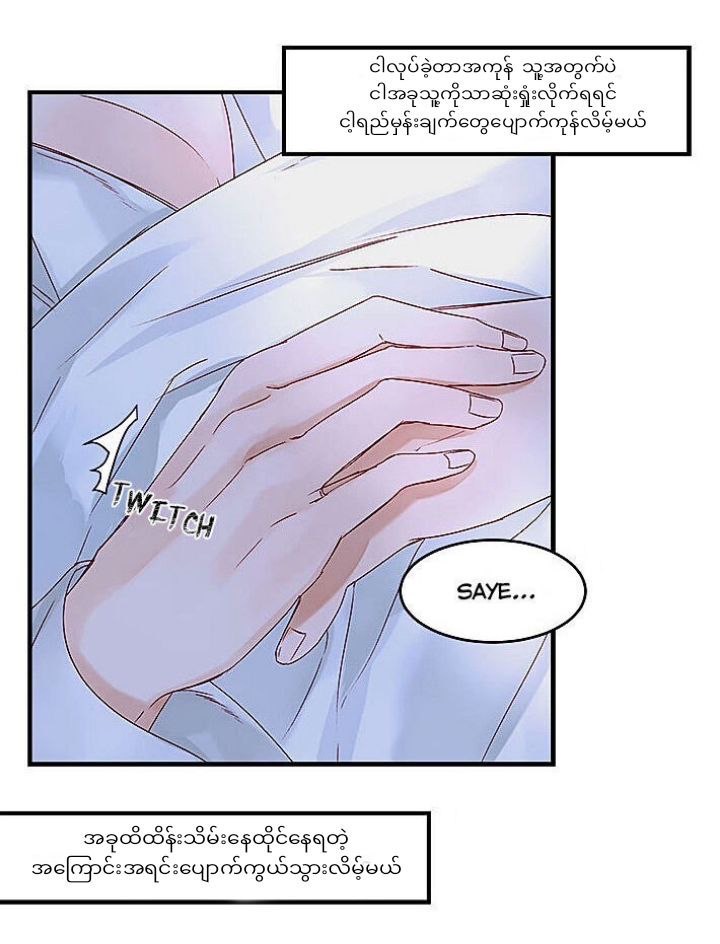 ငါလုပ်ခဲ့တာအကုန် သူ့အတွက်ပဲ
ငါအခုသူ့ကိုသာဆုံးရှုံးလိုက်ရရင်
ငါ့ရည်မှန်းချက်တွေပျောက်ကုန်လိမ့်မယ်
TWITCH
SAYE...
အခုထိထိန်းသိမ်းနေထိုင်နေရတဲ့
အကြောင်းအရင်းပျောက်ကွယ်သွားလိမ့်မယ်